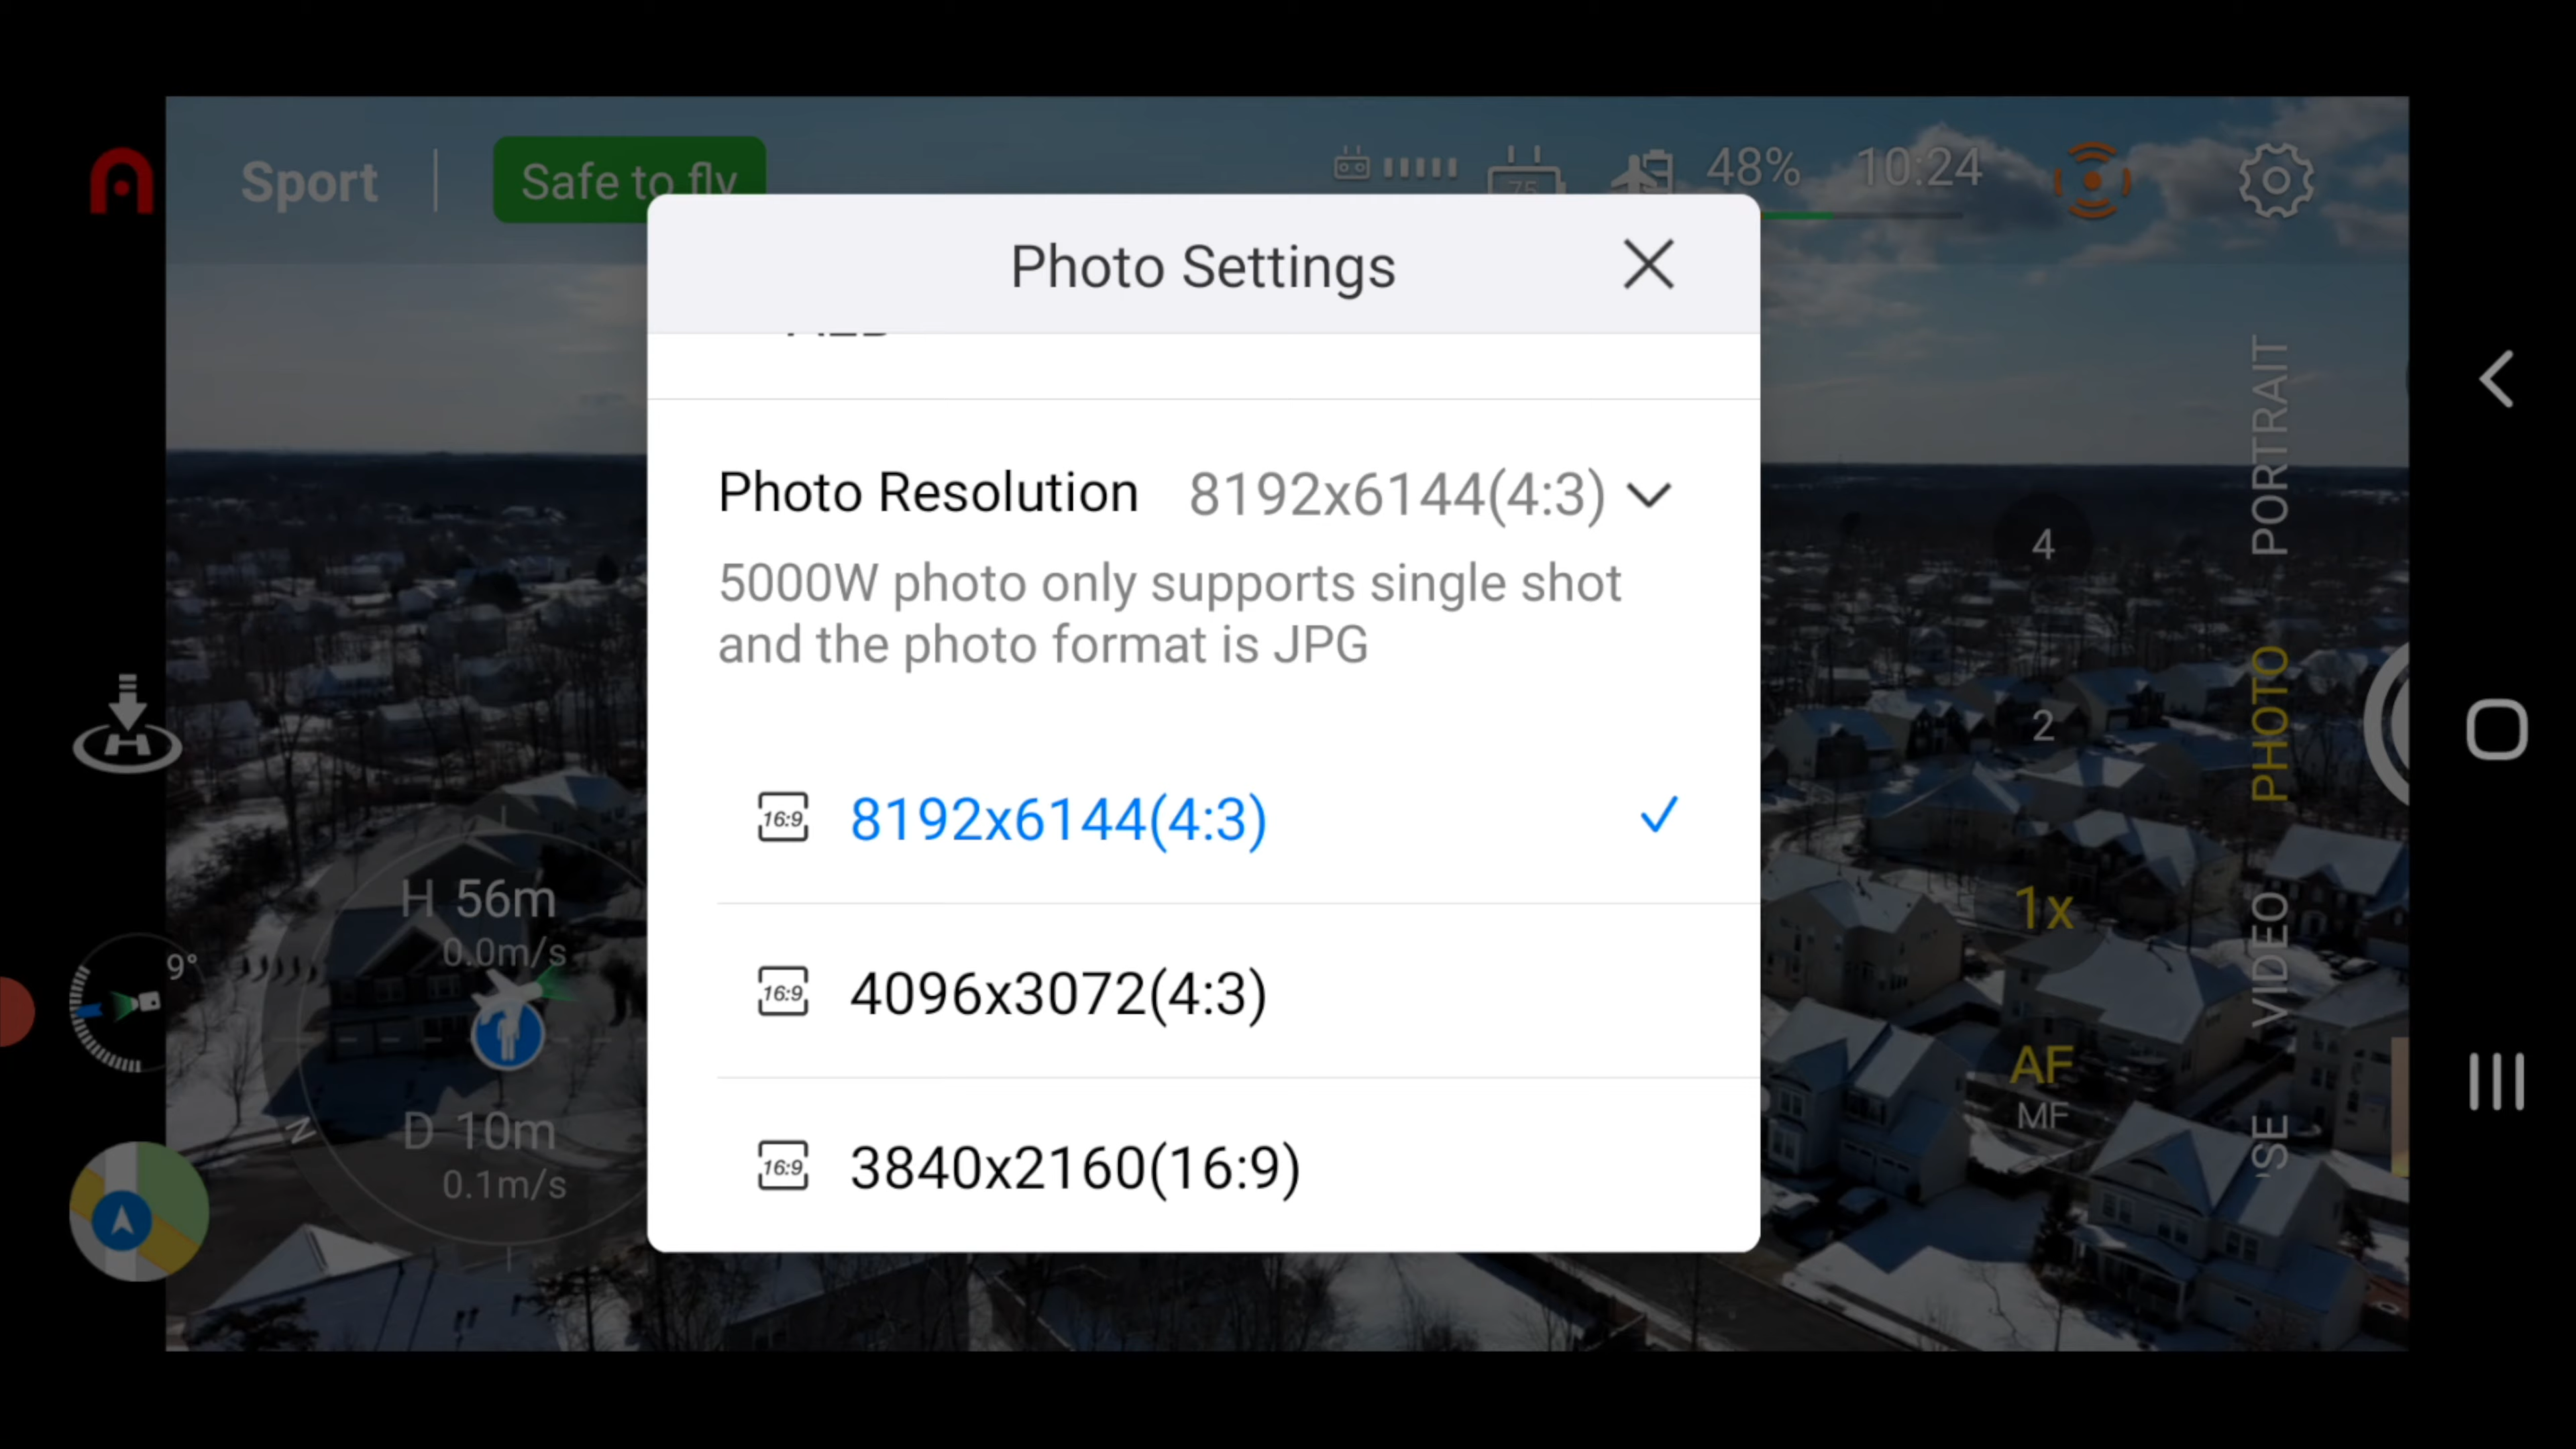 Sport
Safe to fly
75
48%
10:24
Photo Settings
Photo Resolution 8192x6144(4:3)
5000W photo only supports single shot
and the photo format is JPG
16:9 8192x6144(4:3)
16:9 4096x3072(4:3)
16:9 3840x2160(16:9)
H 56m
0.0m/s
9°
D 10m
0.1m/s
N
4
2
1x
AF
MF
PORTRAIT
PHOTO
VIDEO
SE